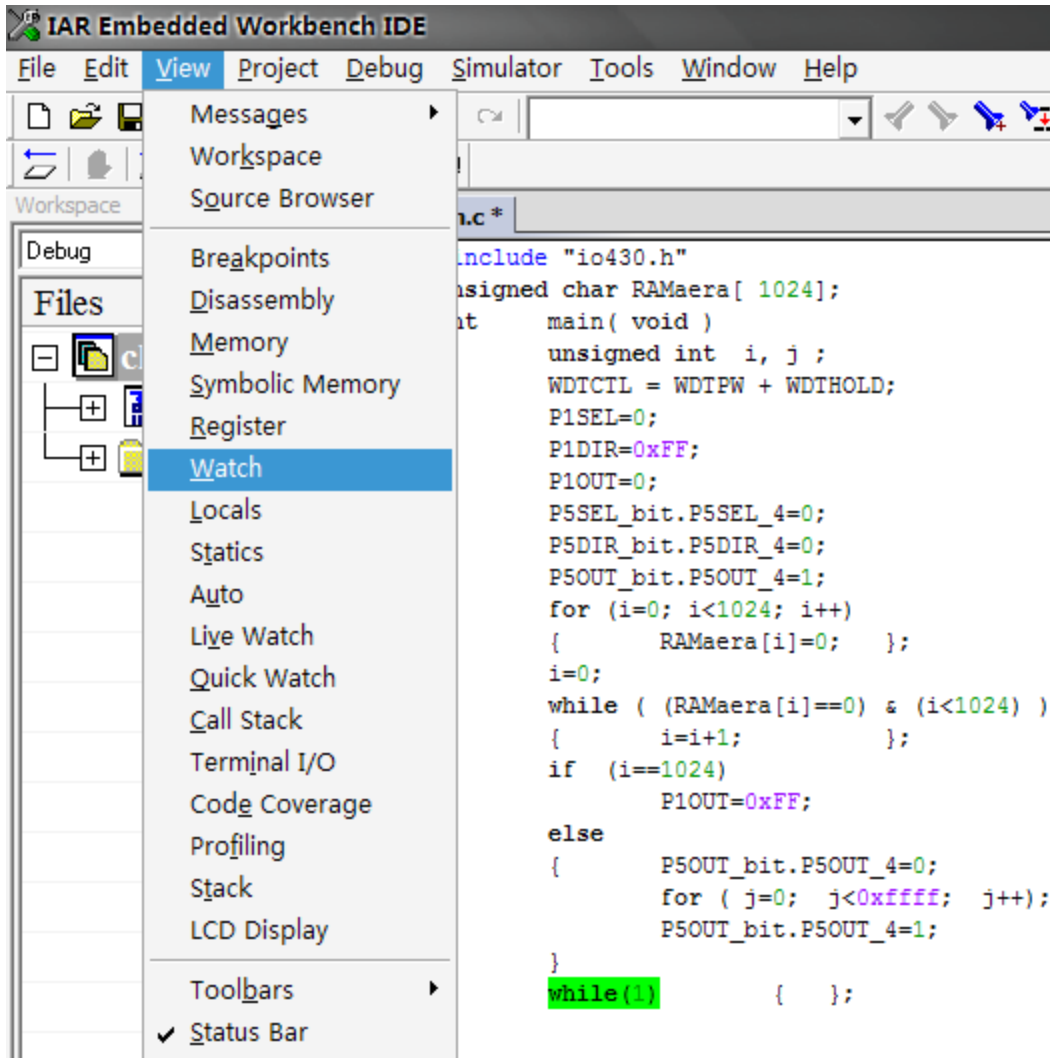 IAR Embedded Workbench IDE
File Edit View Project Debug Simulator Tools Window Help
Messages
Workspace
Source Browser
Breakpoints
Disassembly
Memory
Symbolic Memory
Register
Watch
Locals
Statics
Auto
Live Watch
Quick Watch
Call Stack
Terminal I/O
Code Coverage
Profiling
Stack
LCD Display
Toolbars
Status Bar
Workspace
Debug
Files
n.c *
include "io430.h"
nsigned char RAMaera[ 1024];
nt main( void )
unsigned int i, j ;
WDTCTL = WDTPW + WDTHOLD;
P1SEL=0;
P1DIR=0xFF;
P1OUT=0;
P5SEL_bit.P5SEL_4=0;
P5DIR_bit.P5DIR_4=0;
P5OUT_bit.P5OUT_4=1;
for (i=0; i<1024; i++)
{ RAMaera[i]=0; };
i=0;
while ( (RAMaera[i]==0) & (i<1024) )
{ i=i+1; };
if (i==1024)
P1OUT=0xFF;
else
{ P5OUT_bit.P5OUT_4=0;
for ( j=0; j<0xffff; j++);
P5OUT_bit.P5OUT_4=1;
}
while(1) { };